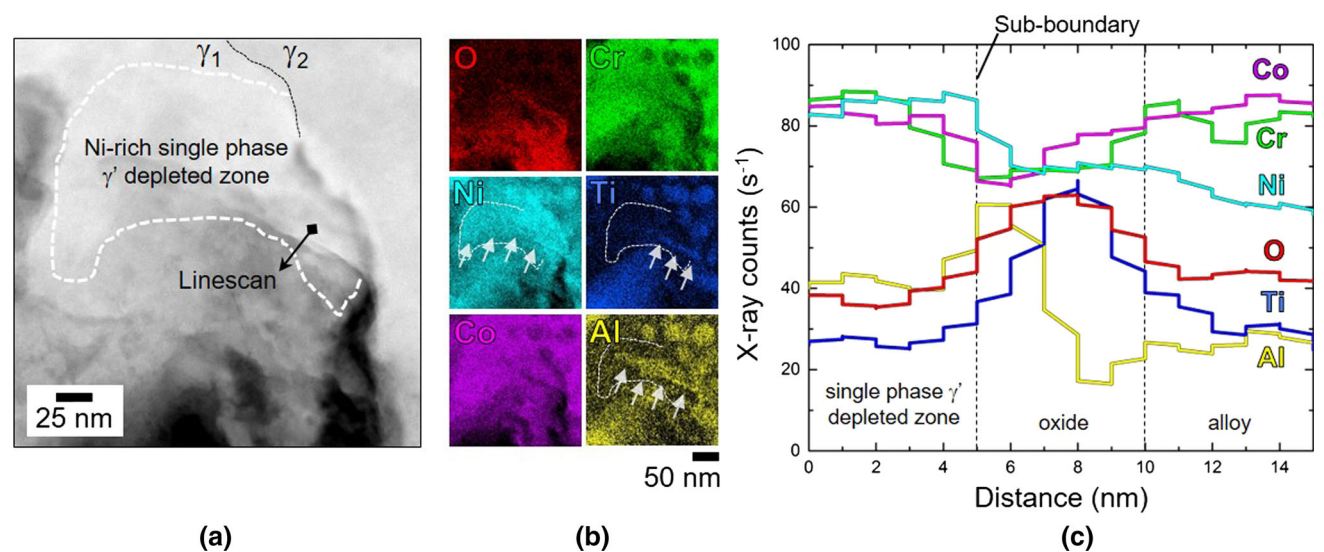 γ1 γ2
Ni-rich single phase
γ' depleted zone
Linescan
25 nm
(a)
O
Cr
Ni
Ti
Co
Al
50 nm
(b)
Sub-boundary
100
80
60
40
20
0
X-ray counts (s-1)
Co
Cr
Ni
O
Ti
Al
single phase γ'
depleted zone
oxide
alloy
0 2 4 6 8 10 12 14
Distance (nm)
(c)